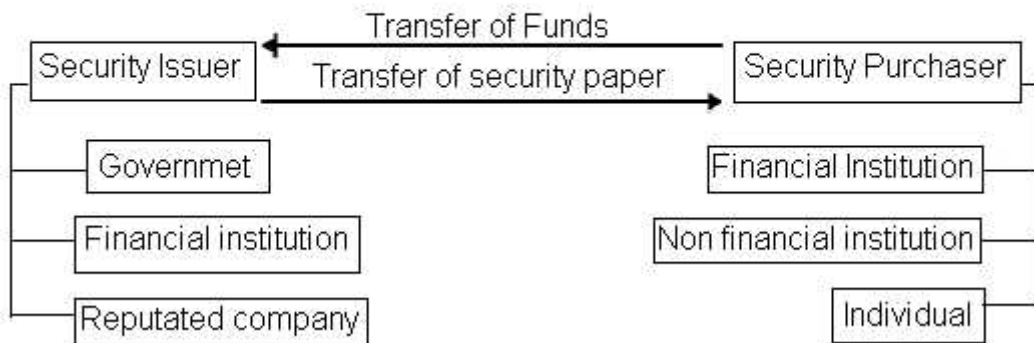 Transfer of Funds
Security Issuer
Transfer of security paper
Security Purchaser
Governmet
Financial institution
Reputated company
Financial Institution
Non financial institution
Individual